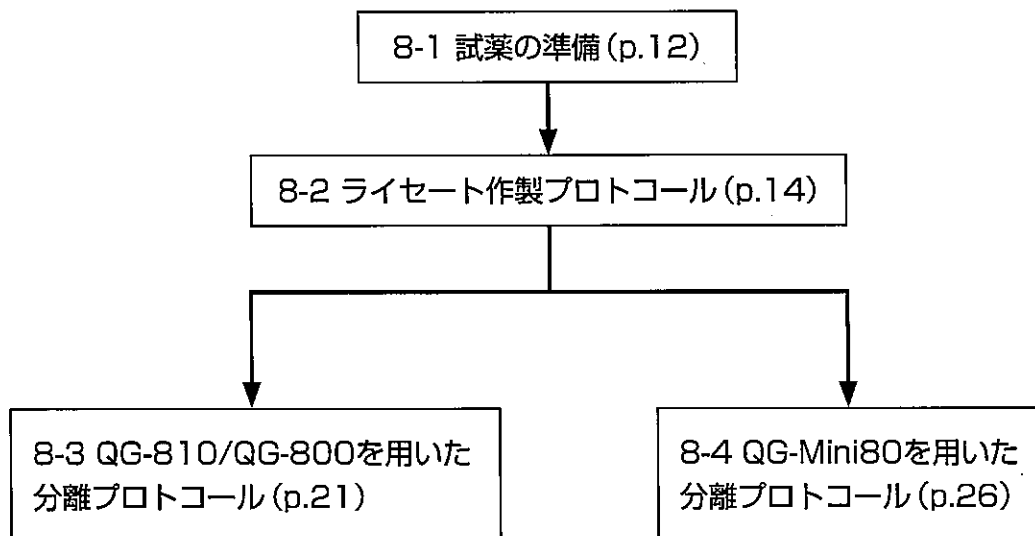 8-1 試薬の準備(p.12)
8-2 ライセート作製プロトコール(p.14)
8-3 QG-810/QG-800を用いた
分離プロトコール(p.21)
8-4 QG-Mini80を用いた
分離プロトコール(p.26)